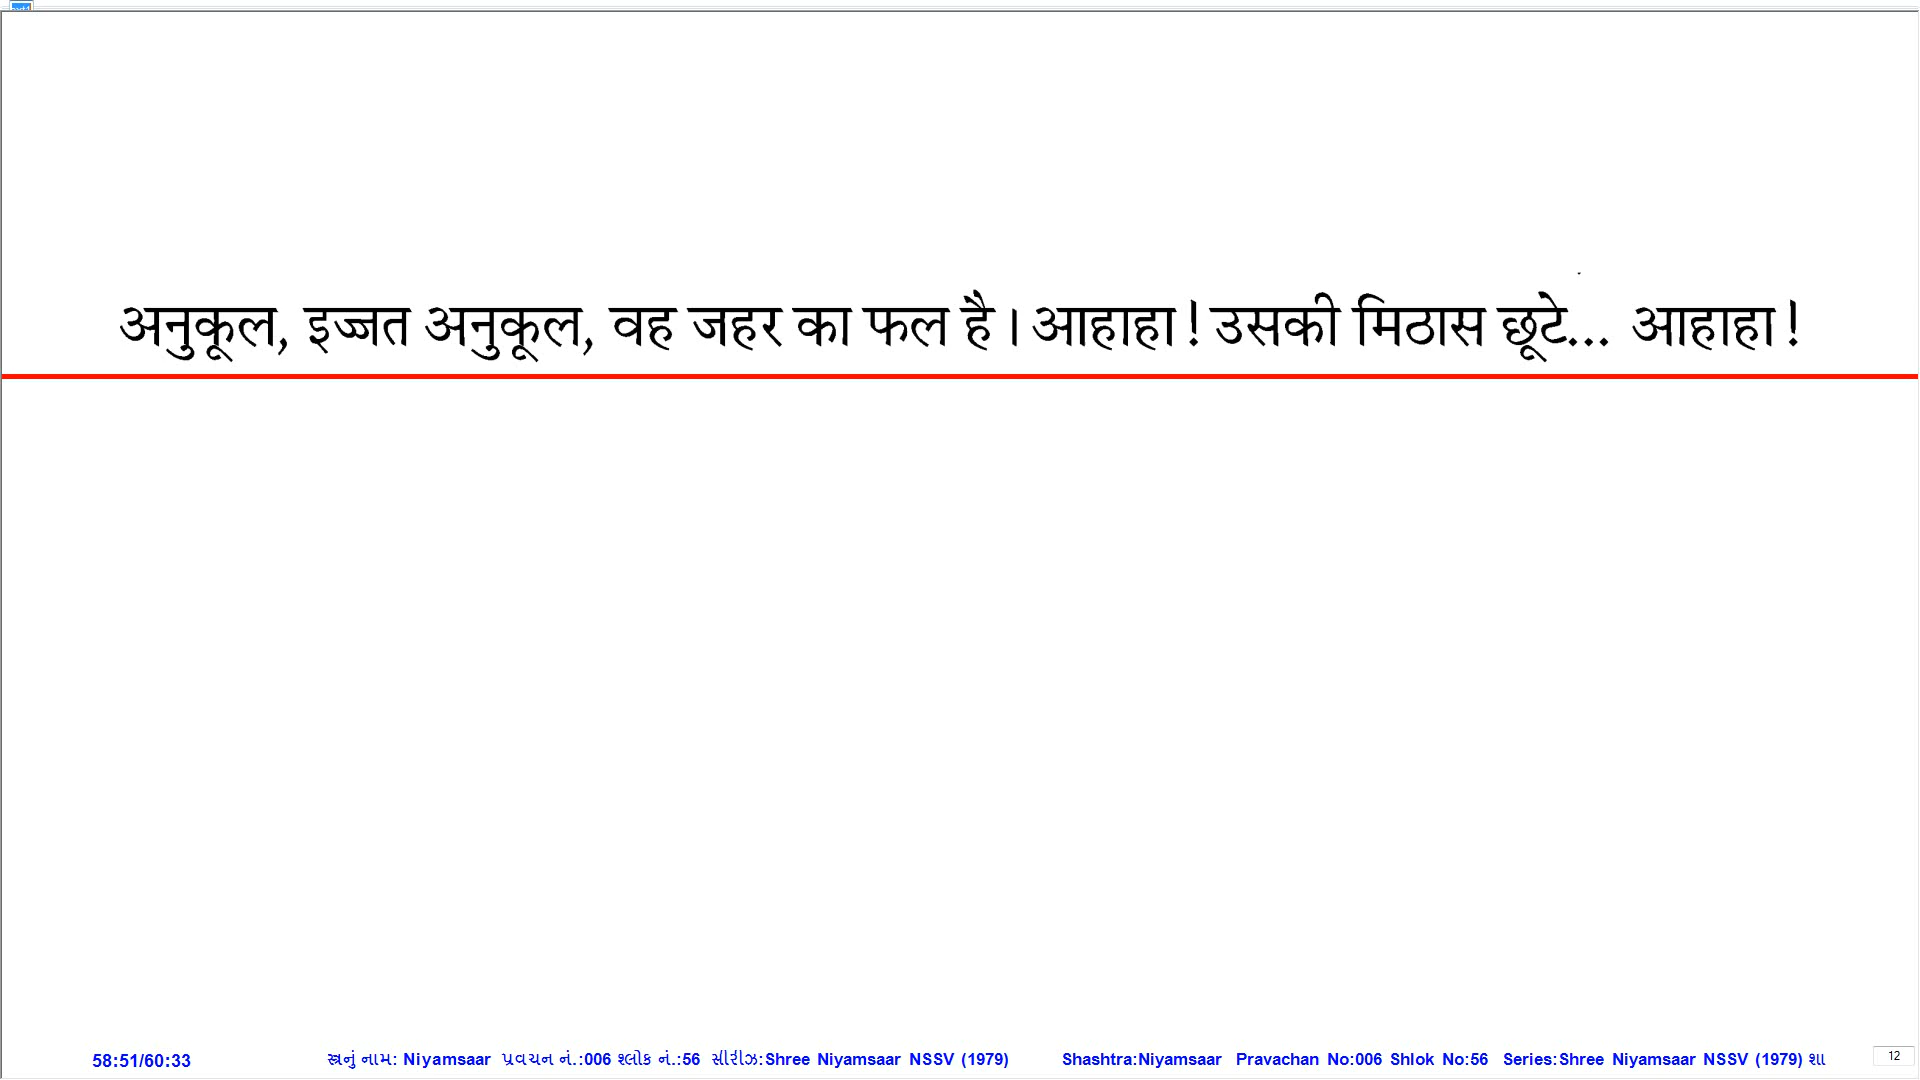 अनुकूल, इज्जत अनुकूल, वह जहर का फल है। आहाहा! उसकी मिठास छूटे... आहाहा!
58:51/60:33 સ્ત્રનું નામ: Niyamsaar પ્રવચન નં.:006 શ્લોક નં.:56 સીરીઝ:Shree Niyamsaar NSSV (1979) Shashtra:Niyamsaar Pravachan No:006 Shlok No:56 Series:Shree Niyamsaar NSSV (1979) શા 12